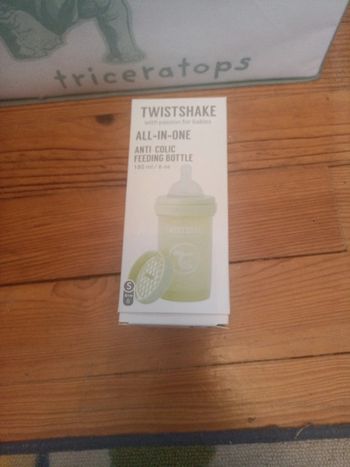 triceratops
TWISTSHAKE
with passion for babies
ALL-IN-ONE
ANTI-COLIC
FEEDING BOTTLE
180 ml / 6 oz
S